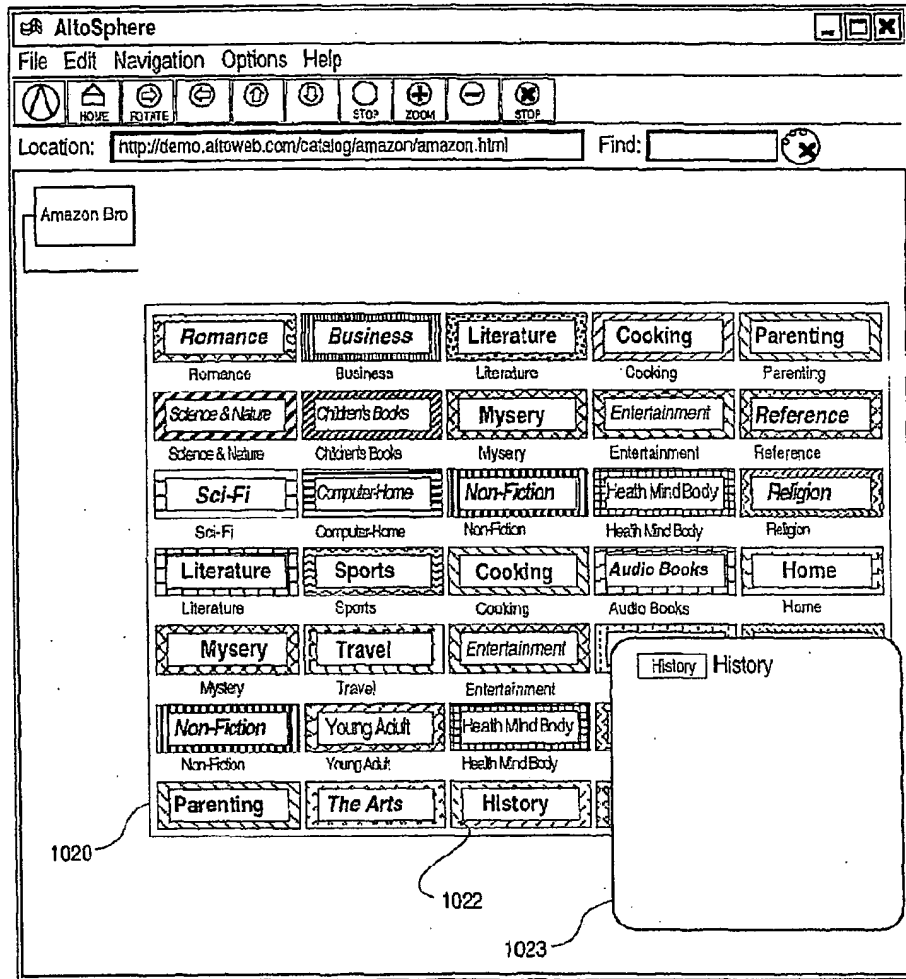 AltoSphere
File Edit Navigation Options Help
HOME ROTATE STOP ZOOM STOP
Location: http://demo.altoweb.com/catalog/amazon/amazon.html Find:
Amazon Bro
Romance Business Literature Cooking Parenting
Romance Business Literature Cooking Parenting
Science & Nature Children's Books Mysery Entertainment Reference
Science & Nature Children's Books Mysery Entertainment Reference
Sci-Fi Computer-Home Non-Fiction Heath Mind Body Religion
Sci-Fi Computer-Home Non-Fiction Health Mind Body Religion
Literature Sports Cooking Audio Books Home
Literature Sports Cooking Audio Books Home
Mysery Travel Entertainment
Mystery Travel Entertainment
History History
Non-Fiction Young Adult Heath Mind Body
Non-Fiction Young Adult Health Mind Body
Parenting The Arts History
1020
1022
1023